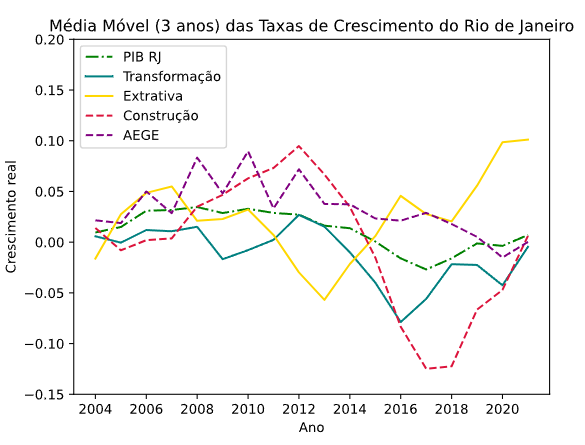 Média Móvel (3 anos) das Taxas de Crescimento do Rio de Janeiro
0.20
0.15
0.10
0.05
0.00
−0.05
−0.10
−0.15
Crescimento real
PIB RJ
Transformação
Extrativa
Construção
AEGE
2004 2006 2008 2010 2012 2014 2016 2018 2020
Ano